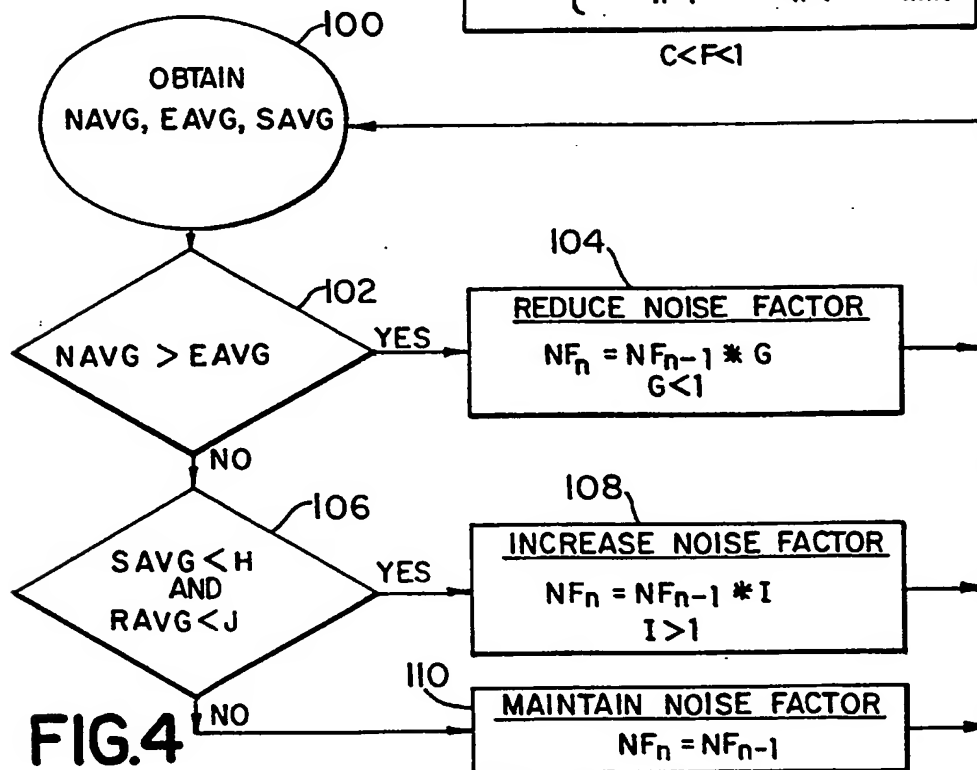 C<F<1
100
OBTAIN
NAVG, EAVG, SAVG
102
NAVG > EAVG
YES
104
REDUCE NOISE FACTOR
NFn = NFn-1 * G
G<1
NO
106
SAVG < H
AND
RAVG < J
YES
108
INCREASE NOISE FACTOR
NFn = NFn-1 * I
I>1
NO
110
MAINTAIN NOISE FACTOR
NFn = NFn-1
FIG.4